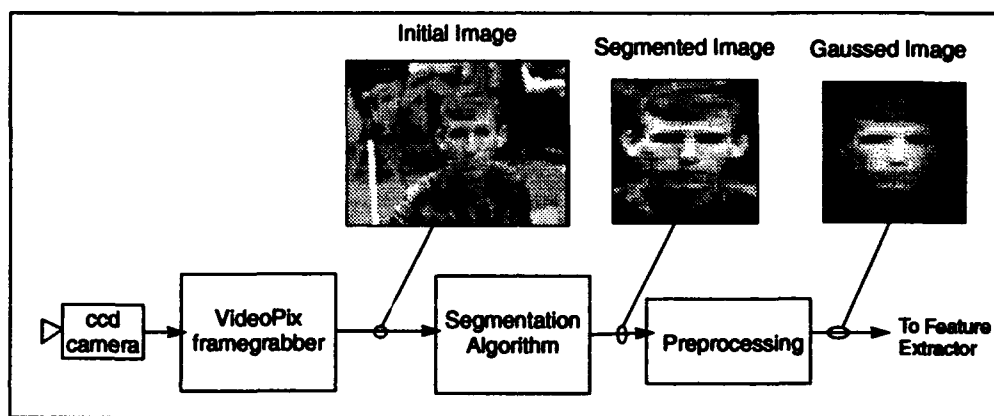 Initial Image
Segmented Image
Gaussed Image
ccd
camera
VideoPix
framegrabber
Segmentation
Algorithm
Preprocessing
To Feature
Extractor